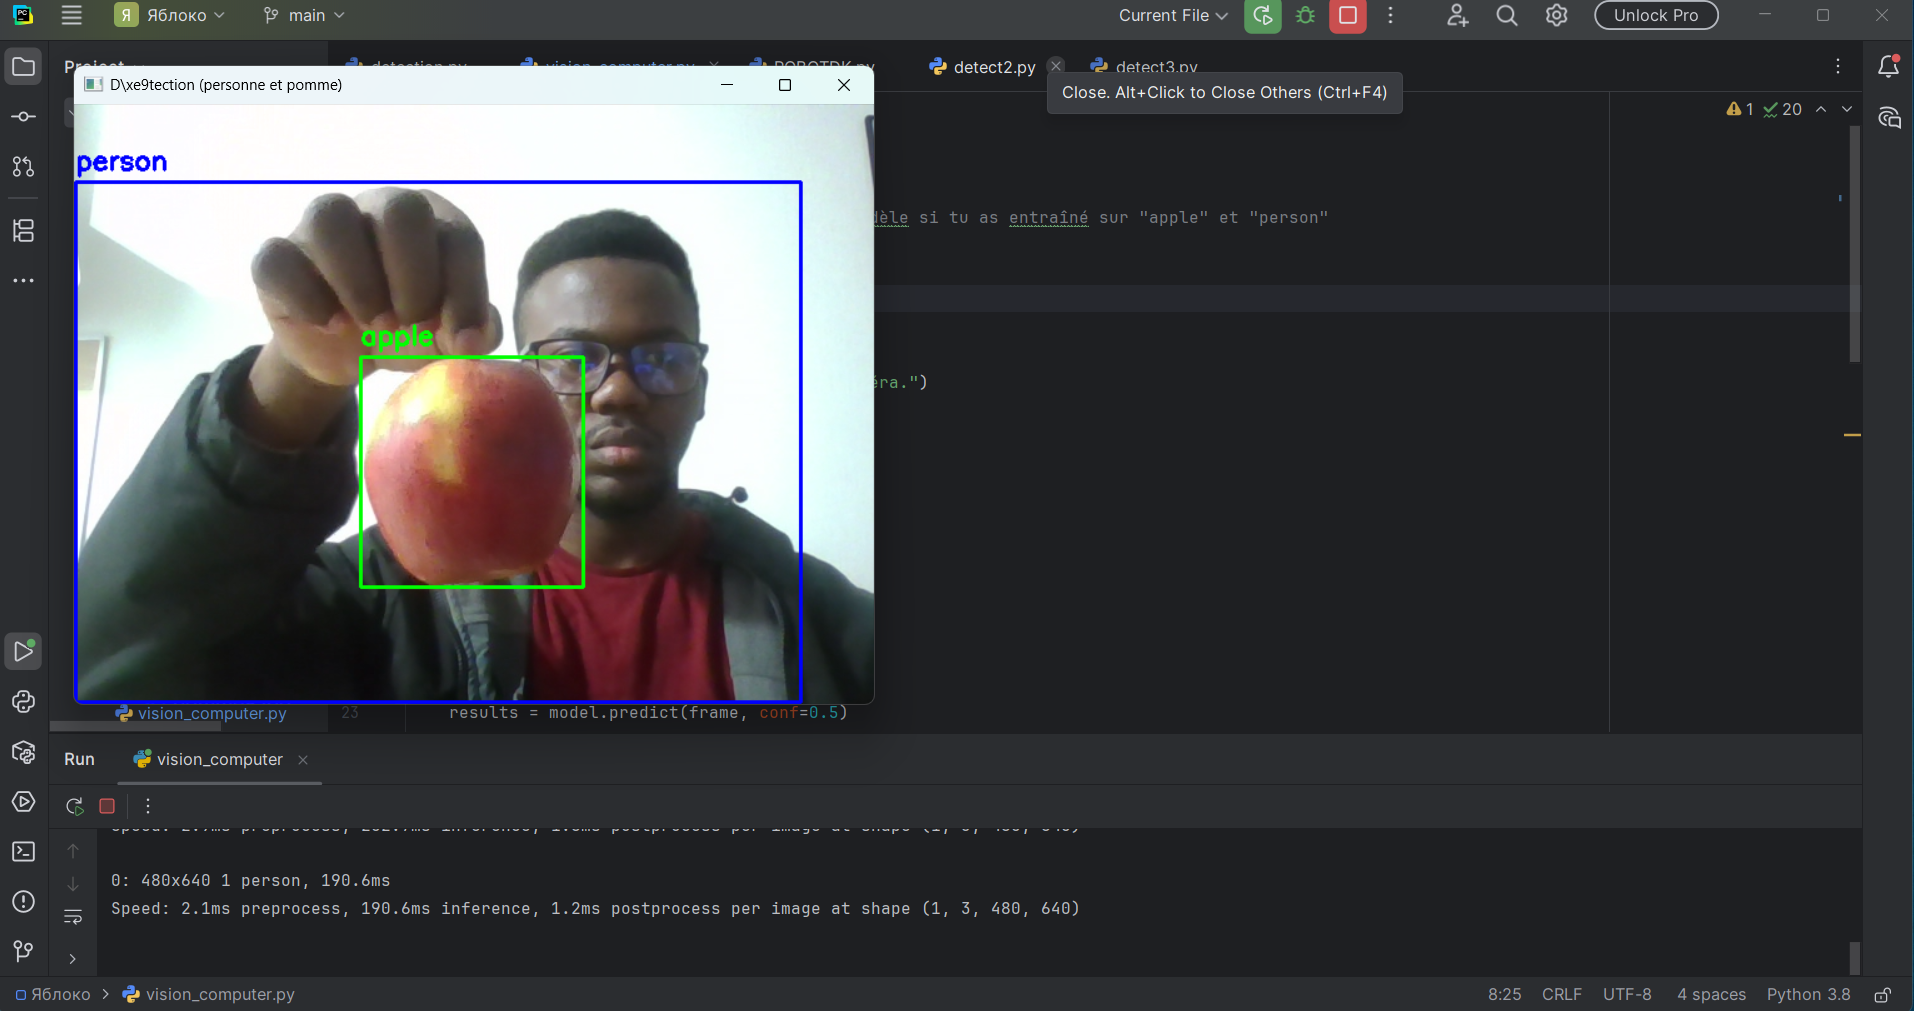 PC
Я Яблоко
main
Current File
Unlock Pro
Project
detection.py
vision_computer.py
ROBOTDK.py
detect2.py
detect3.py
Close. Alt+Click to Close Others (Ctrl+F4)
D\xe9tection (personne et pomme)
1 20
person
apple
dèle si tu as entraîné sur "apple" et "person"
éra.")
vision_computer.py
23 results = model.predict(frame, conf=0.5)
Run
vision_computer
0: 480x640 1 person, 190.6ms
Speed: 2.1ms preprocess, 190.6ms inference, 1.2ms postprocess per image at shape (1, 3, 480, 640)
Яблоко > vision_computer.py
8:25 CRLF UTF-8 4 spaces Python 3.8